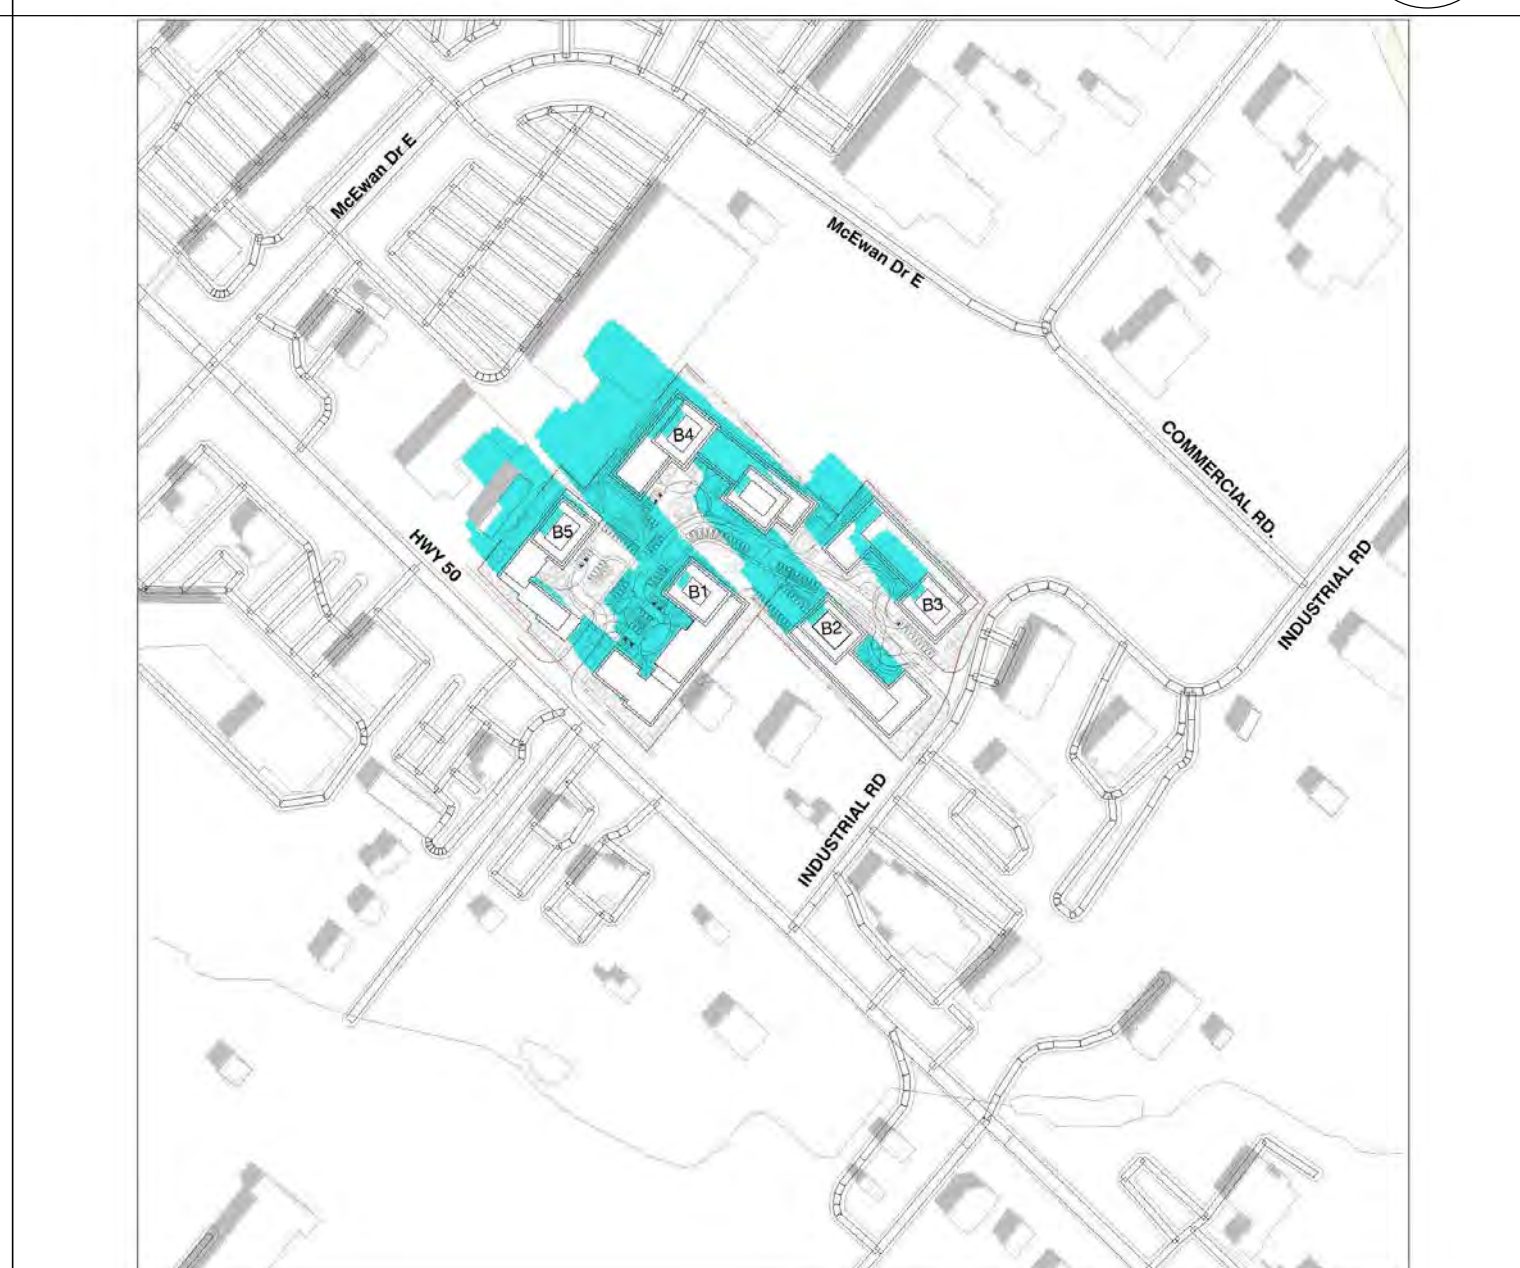 McEwan Dr E
McEwan Dr E
COMMERCIAL RD.
B4
B5
HWY 50
B1
B3
B2
INDUSTRIAL RD
INDUSTRIAL RD